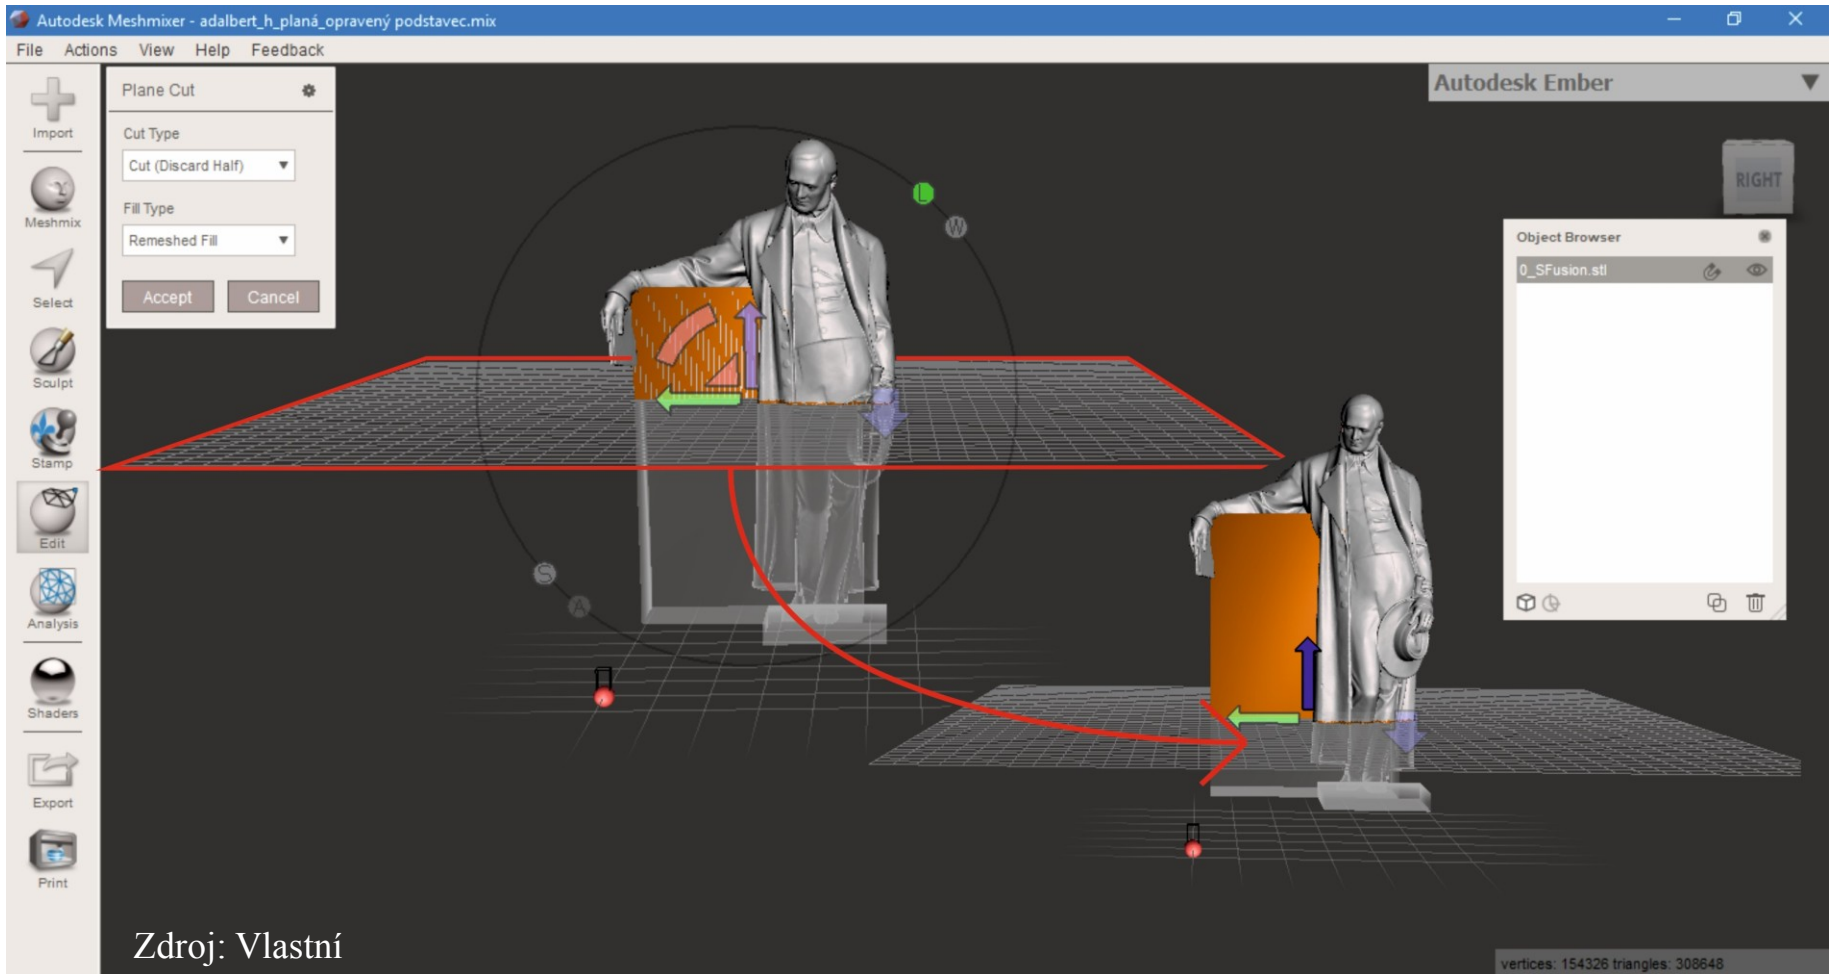 Autodesk Meshmixer - adalbert_h_planá_opravený podstavec.mix
File Actions View Help Feedback
Import
Meshmix
Select
Sculpt
Stamp
Edit
Analysis
Shaders
Export
Print
Plane Cut
Cut Type
Cut (Discard Half)
Fill Type
Remeshed Fill
Accept Cancel
L
W
S
A
Autodesk Ember
RIGHT
Object Browser
0_SFusion.stl
Zdroj: Vlastní
vertices: 154326 triangles: 308648